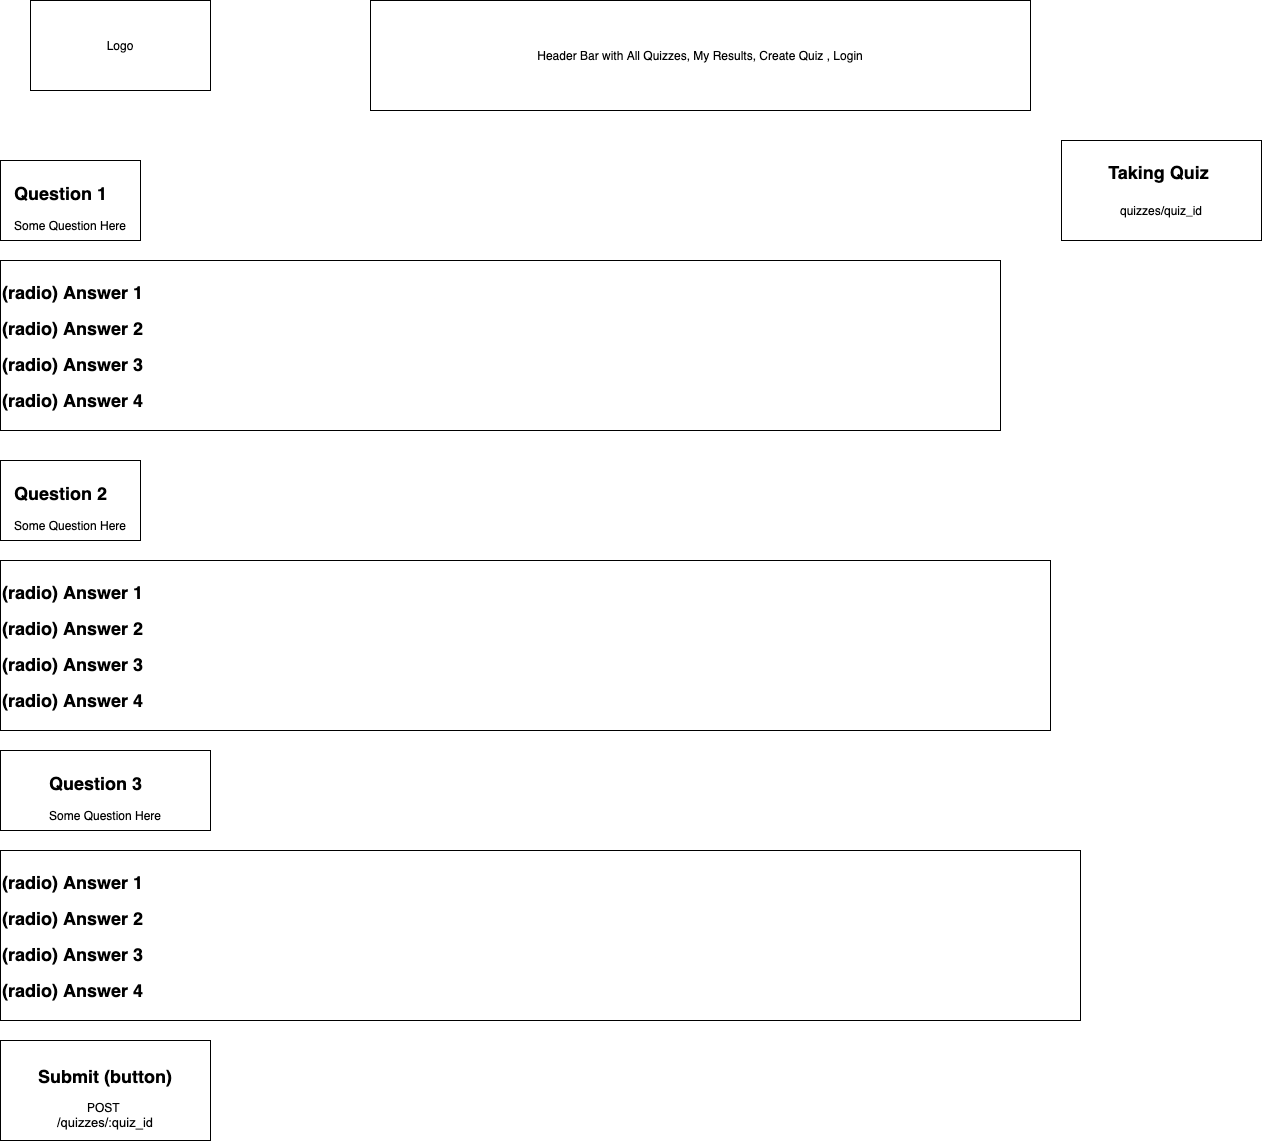 Logo
Header Bar with All Quizzes, My Results, Create Quiz , Login
Taking Quiz
quizzes/quiz_id
Question 1
Some Question Here
(radio) Answer 1
(radio) Answer 2
(radio) Answer 3
(radio) Answer 4
Question 2
Some Question Here
(radio) Answer 1
(radio) Answer 2
(radio) Answer 3
(radio) Answer 4
Question 3
Some Question Here
(radio) Answer 1
(radio) Answer 2
(radio) Answer 3
(radio) Answer 4
Submit (button)
POST
/quizzes/:quiz_id